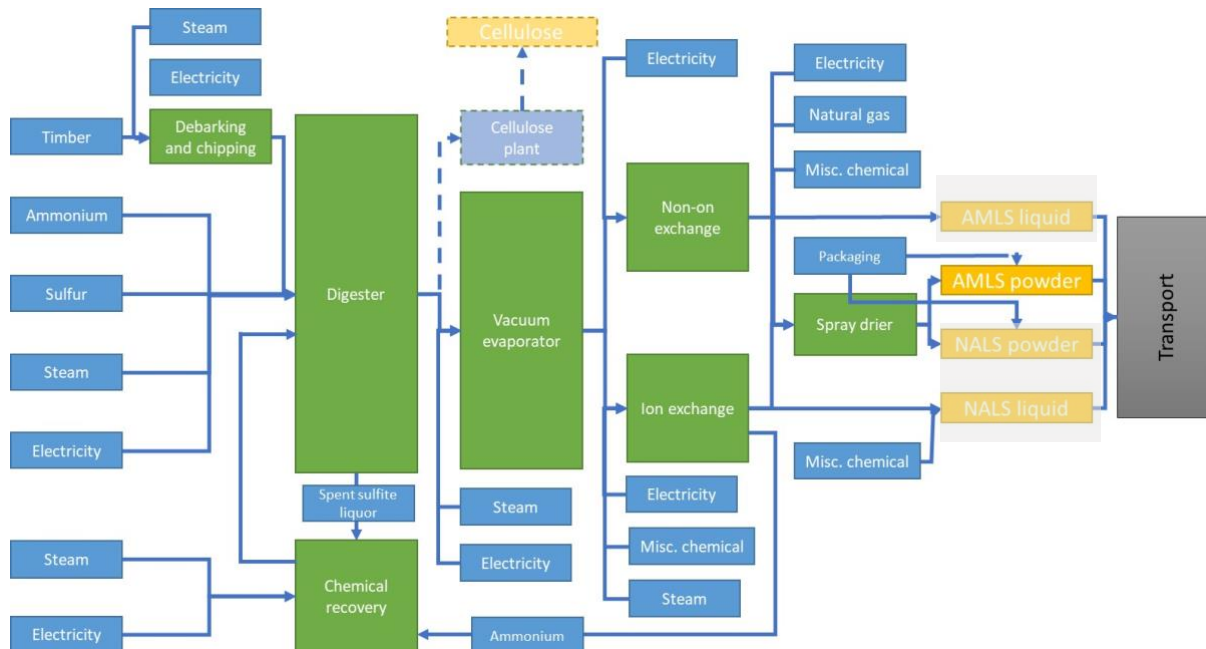 Steam
Electricity
Timber
Debarking
and chipping
Ammonium
Sulfur
Steam
Electricity
Steam
Electricity
Digester
Spent sulfite
liquor
Chemical
recovery
Cellulose
Cellulose
plant
Vacuum
evaporator
Steam
Electricity
Ammonium
Electricity
Non-on
exchange
Ion exchange
Electricity
Misc. chemical
Steam
Electricity
Natural gas
Misc. chemical
Packaging
Spray drier
Misc. chemical
AMLS liquid
AMLS powder
NALS powder
NALS liquid
Transport